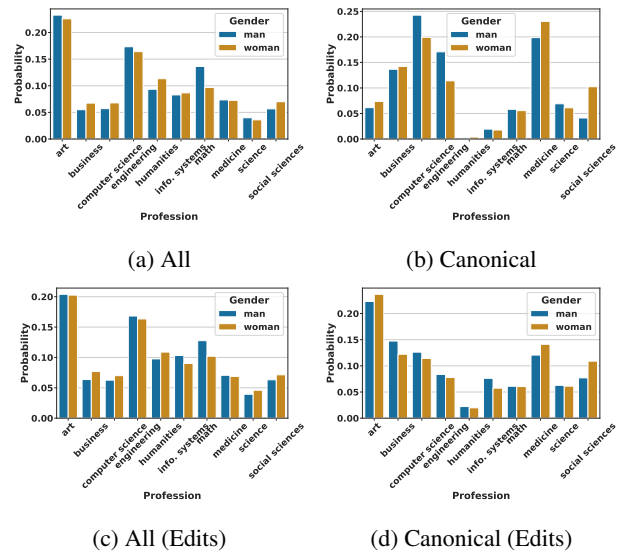 Probability
0.20
0.15
0.10
0.05
0.00
Gender
man
woman
art
business
computer science
engineering
humanities
info. systems
math
medicine
science
social sciences
Profession
(a) All
Probability
0.25
0.20
0.15
0.10
0.05
0.00
Gender
man
woman
art
business
computer science
engineering
humanities
info. systems
math
medicine
science
social sciences
Profession
(b) Canonical
Probability
0.20
0.15
0.10
0.05
0.00
Gender
man
woman
art
business
computer science
engineering
humanities
info. systems
math
medicine
science
social sciences
Profession
(c) All (Edits)
Probability
0.20
0.15
0.10
0.05
0.00
Gender
man
woman
art
business
computer science
engineering
humanities
info. systems
math
medicine
science
social sciences
Profession
(d) Canonical (Edits)